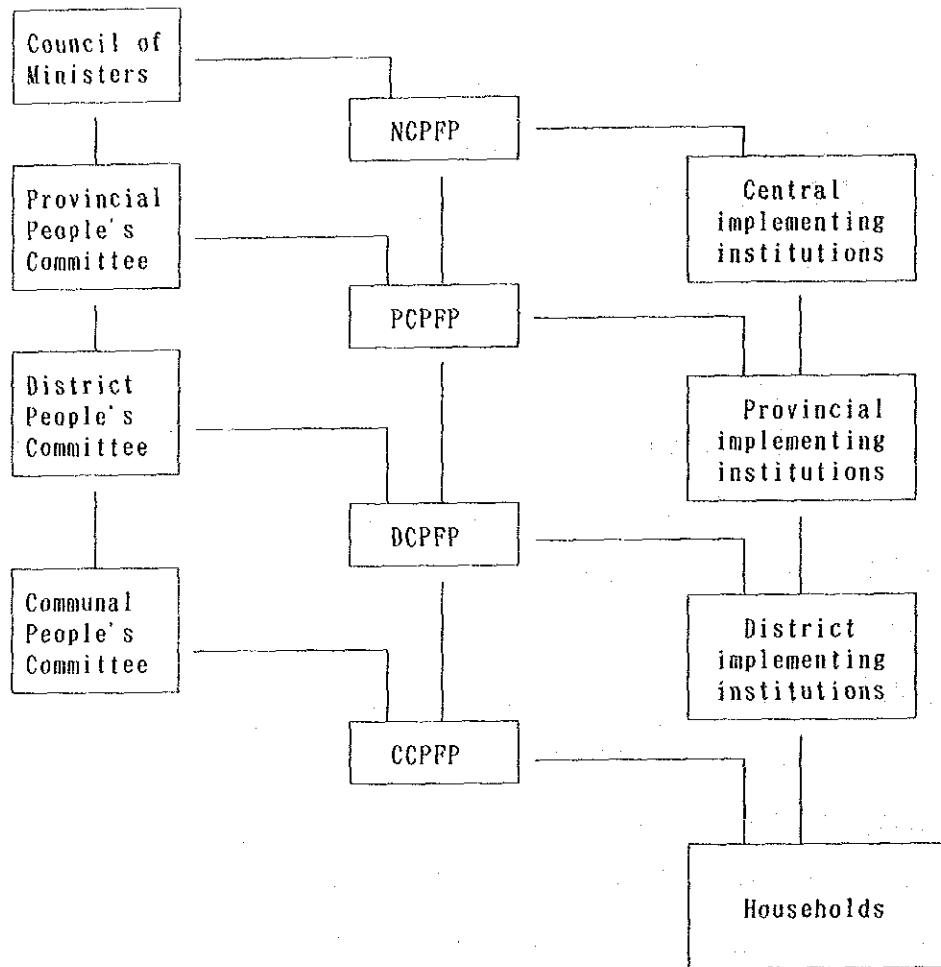 Council of
Ministers
NCPFP
Provincial
People's
Committee
Central
implementing
institutions
PCPFP
District
People's
Committee
Provincial
implementing
institutions
DCPFP
Communal
People's
Committee
District
implementing
institutions
CCPFP
Households